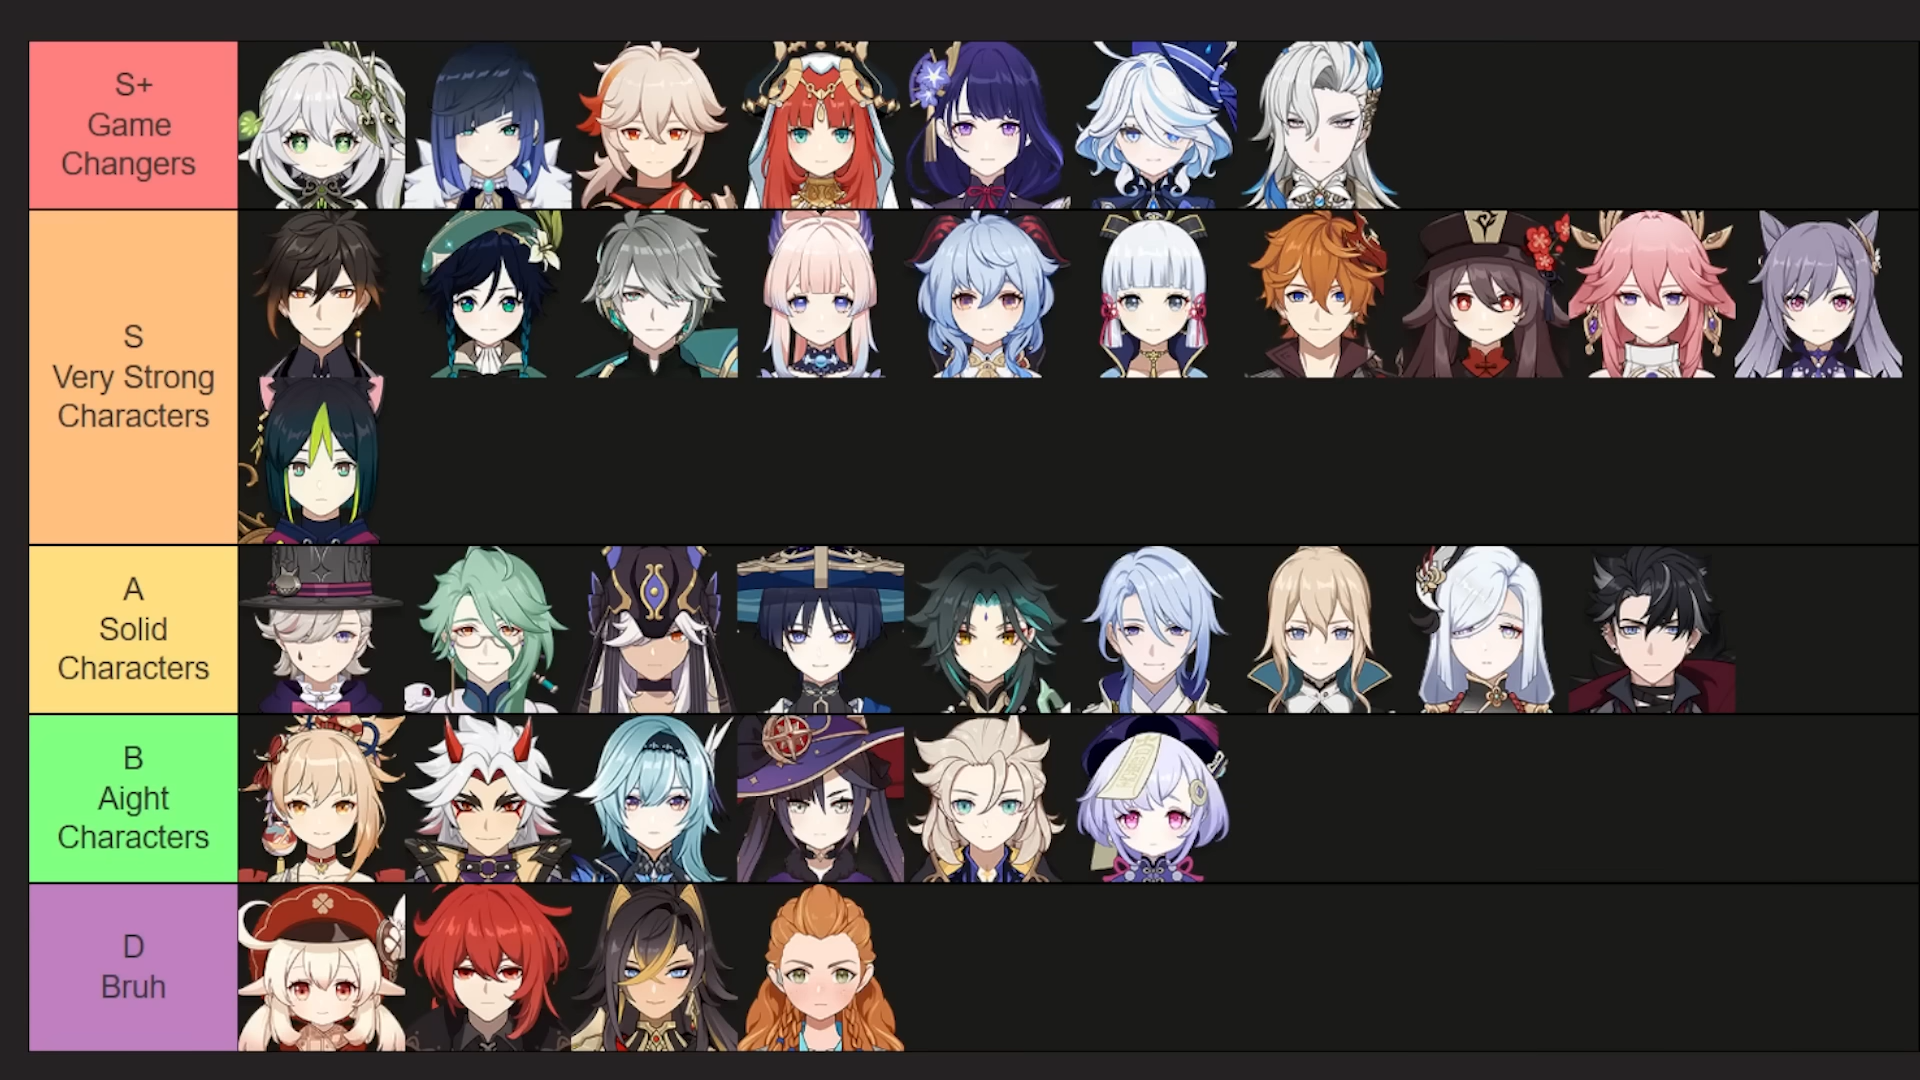 S+
Game
Changers
S
Very Strong
Characters
A
Solid
Characters
B
Aight
Characters
D
Bruh